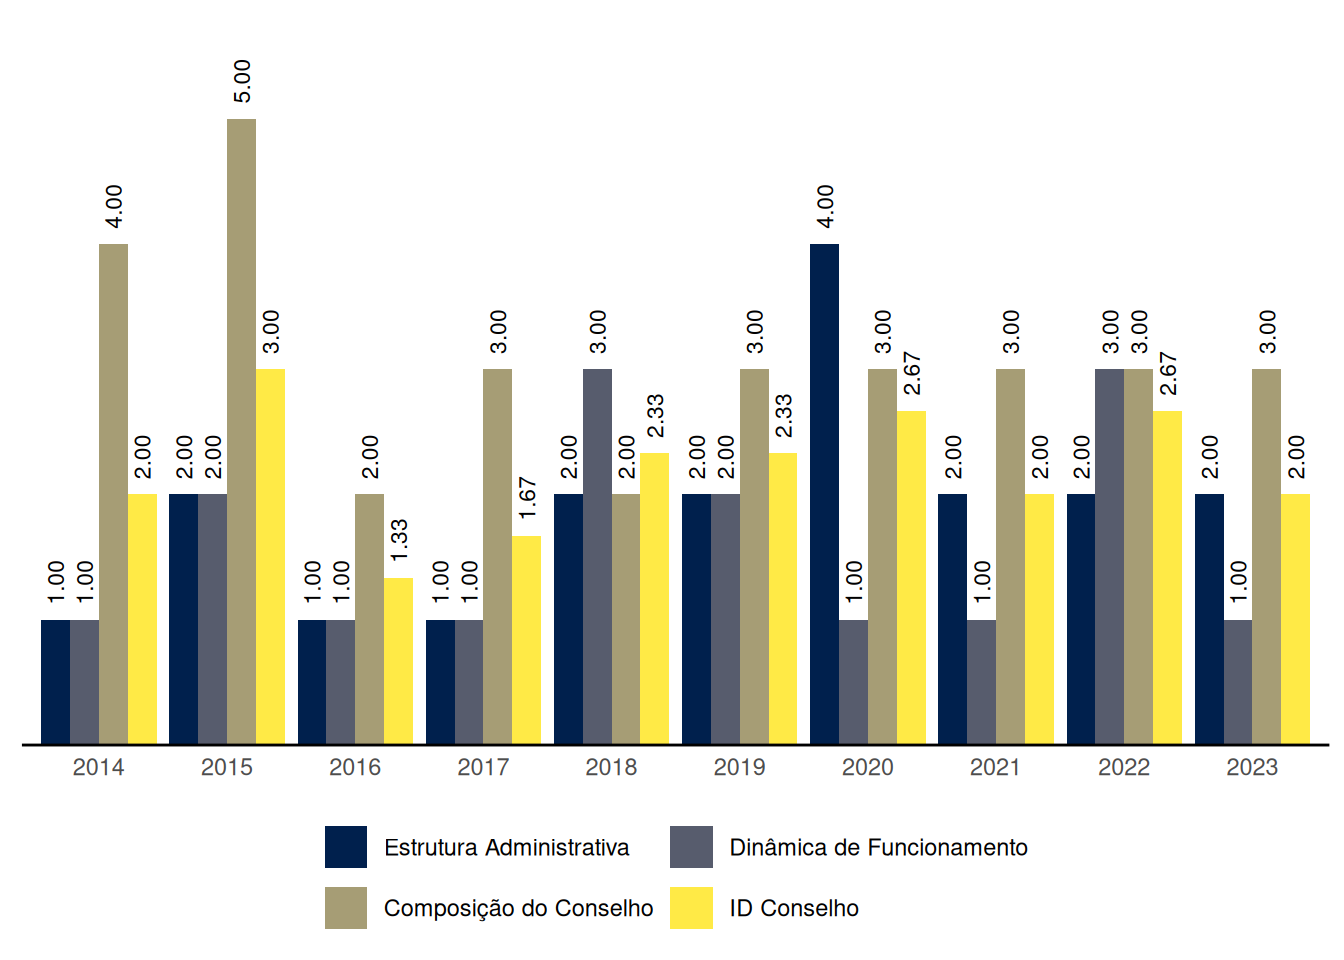 1.00 1.00 4.00 2.00
2.00 2.00 5.00 3.00
1.00 1.00 2.00 1.33
1.00 1.00 3.00 1.67
2.00 3.00 2.00 2.33
2.00 2.00 3.00 2.33
4.00 1.00 3.00 2.67
2.00 1.00 3.00 2.00
2.00 3.00 3.00 2.67
2.00 1.00 3.00 2.00
2014 2015 2016 2017 2018 2019 2020 2021 2022 2023
Estrutura Administrativa Dinâmica de Funcionamento
Composição do Conselho ID Conselho